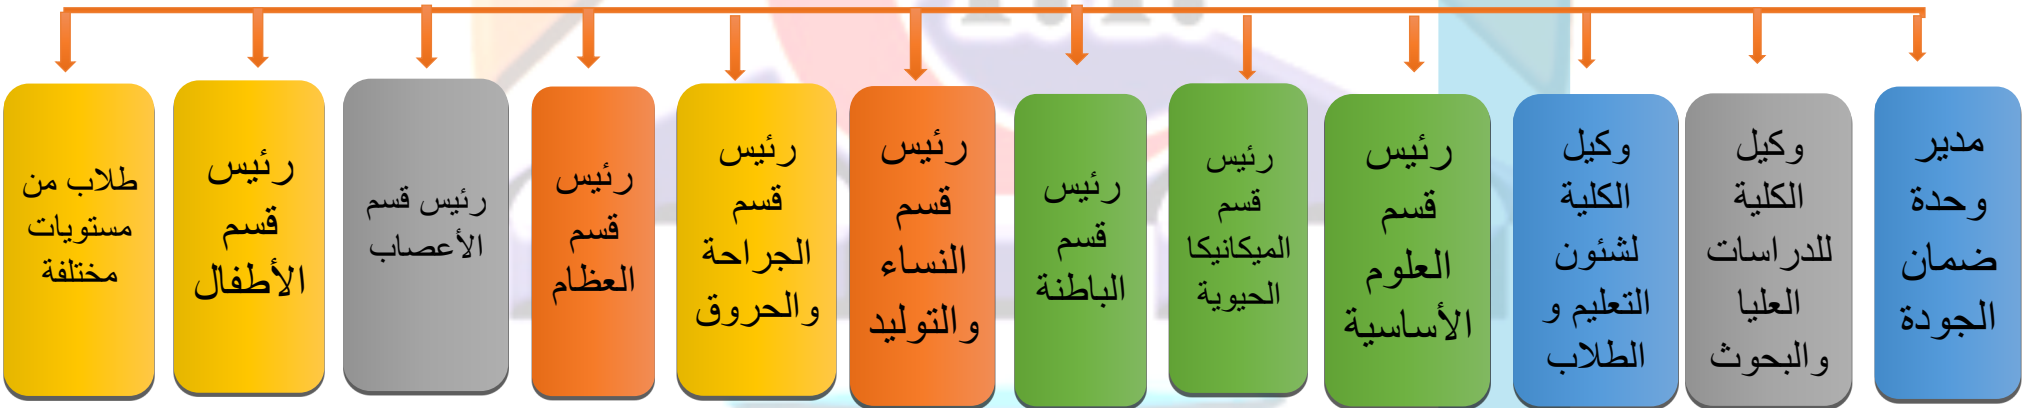 مدير
وحدة
ضمان
الجودة
وكيل
الكلية
للدراسات
العليا
والبحوث
وكيل
الكلية
لشئون
التعليم و
الطلاب
رئيس
قسم
العلوم
الأساسية
رئيس
قسم
الميكانيكا
الحيوية
رئيس
قسم
الباطنة
رئيس
قسم
النساء
والتوليد
رئيس
قسم
الجراحة
والحروق
رئيس
قسم
العظام
رئيس قسم
الأعصاب
رئيس
قسم
الأطفال
طلاب من
مستويات
مختلفة